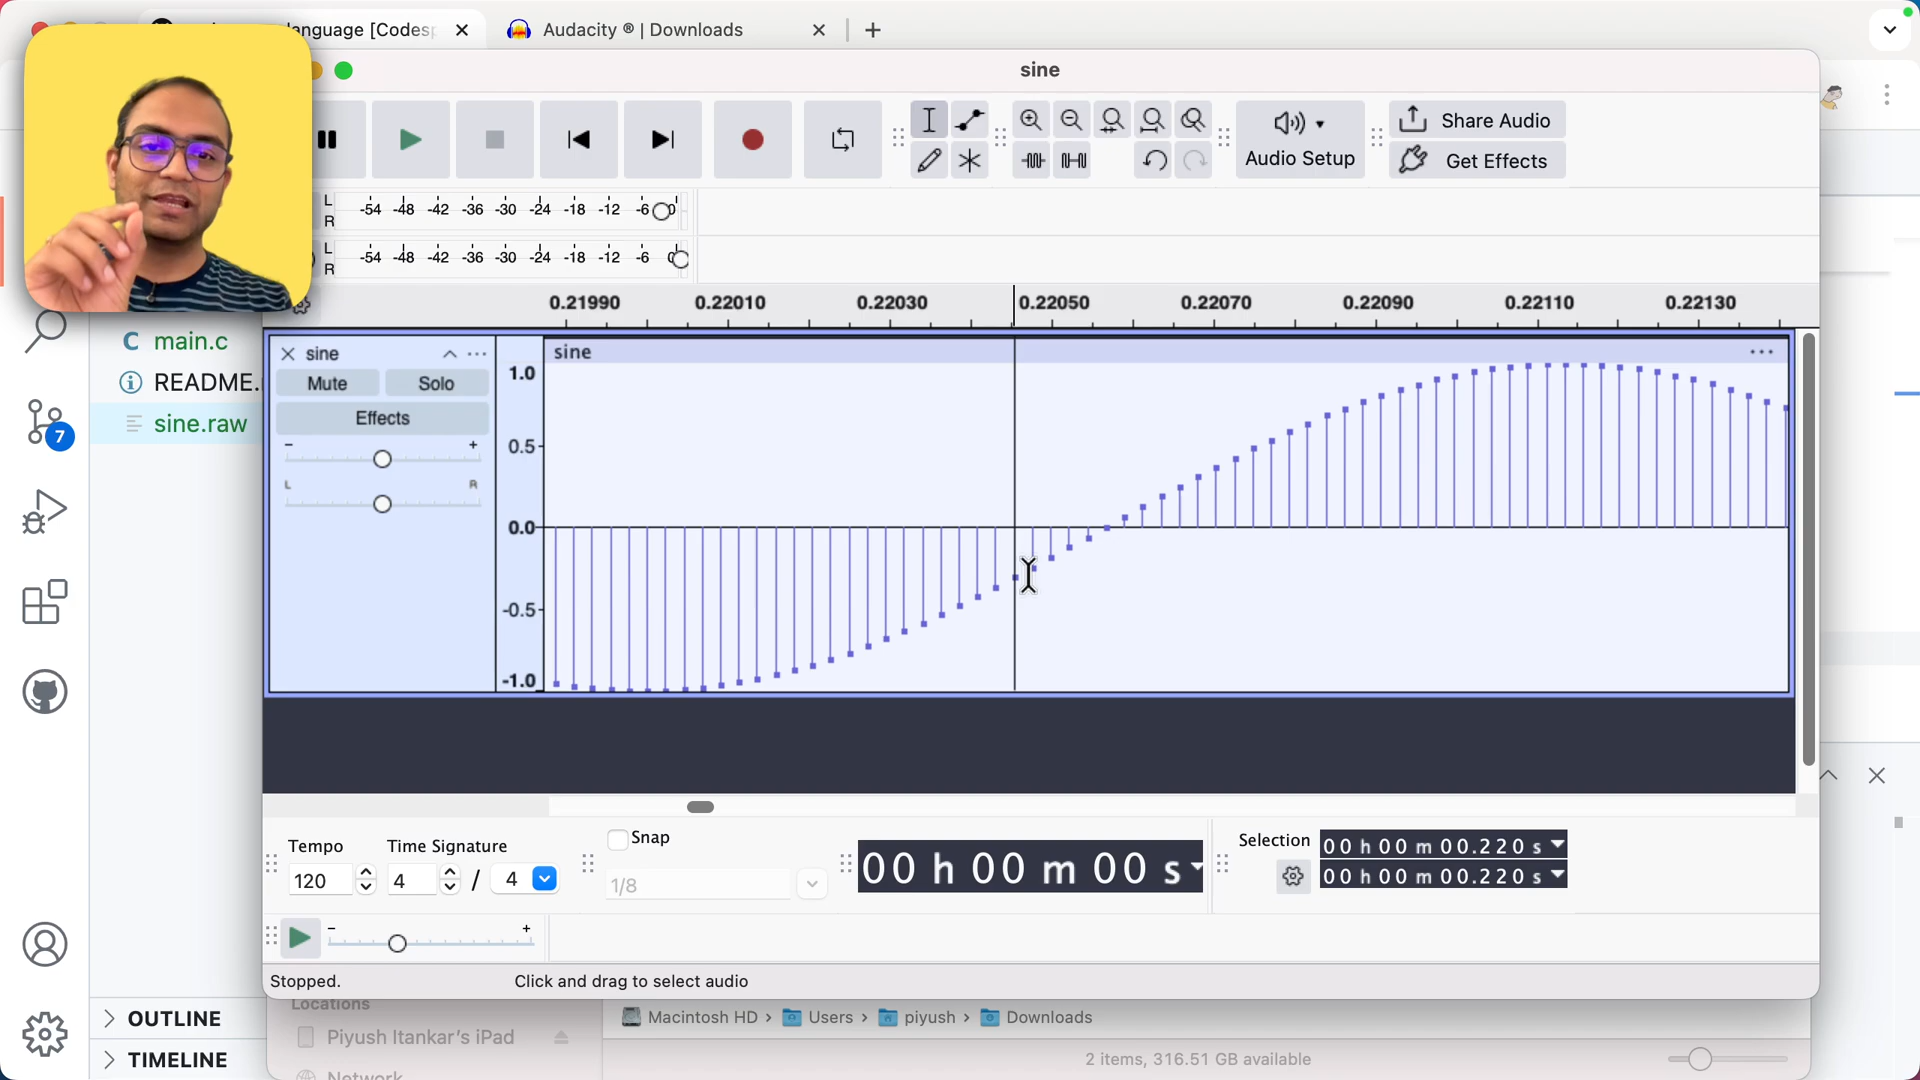 anguage [Codesp
Audacity ® | Downloads
sine
Audio Setup
Share Audio
Get Effects
L
R
-54 -48 -42 -36 -30 -24 -18 -12 -6 0
L
R
-54 -48 -42 -36 -30 -24 -18 -12 -6 0
0.21990 0.22010 0.22030 0.22050 0.22070 0.22090 0.22110 0.22130
main.c
README.
sine.raw
7
sine
Mute Solo
Effects
- +
L R
sine
1.0
0.5
0.0
-0.5
-1.0
Tempo
120
Time Signature
4 / 4
Snap
1/8
00 h 00 m 00 s
Selection
00 h 00 m 00.220 s
00 h 00 m 00.220 s
- +
Stopped.
Click and drag to select audio
OUTLINE
TIMELINE
Locations
Piyush Itankar's iPad
Network
Macintosh HD › Users › piyush › Downloads
2 items, 316.51 GB available